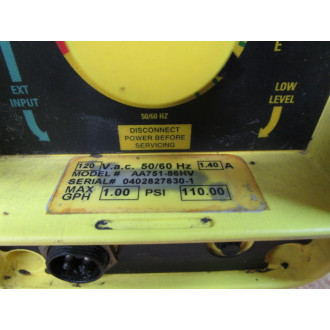 E
EXT
INPUT
LOW
LEVEL
50/60 HZ
DISCONNECT
POWER BEFORE
SERVICING
120 V.a.c. 50/60 Hz 1.40 A
MODEL # AA751-86HV
SERIAL# 0402827830-1
MAX GPH 1.00 PSI 110.00